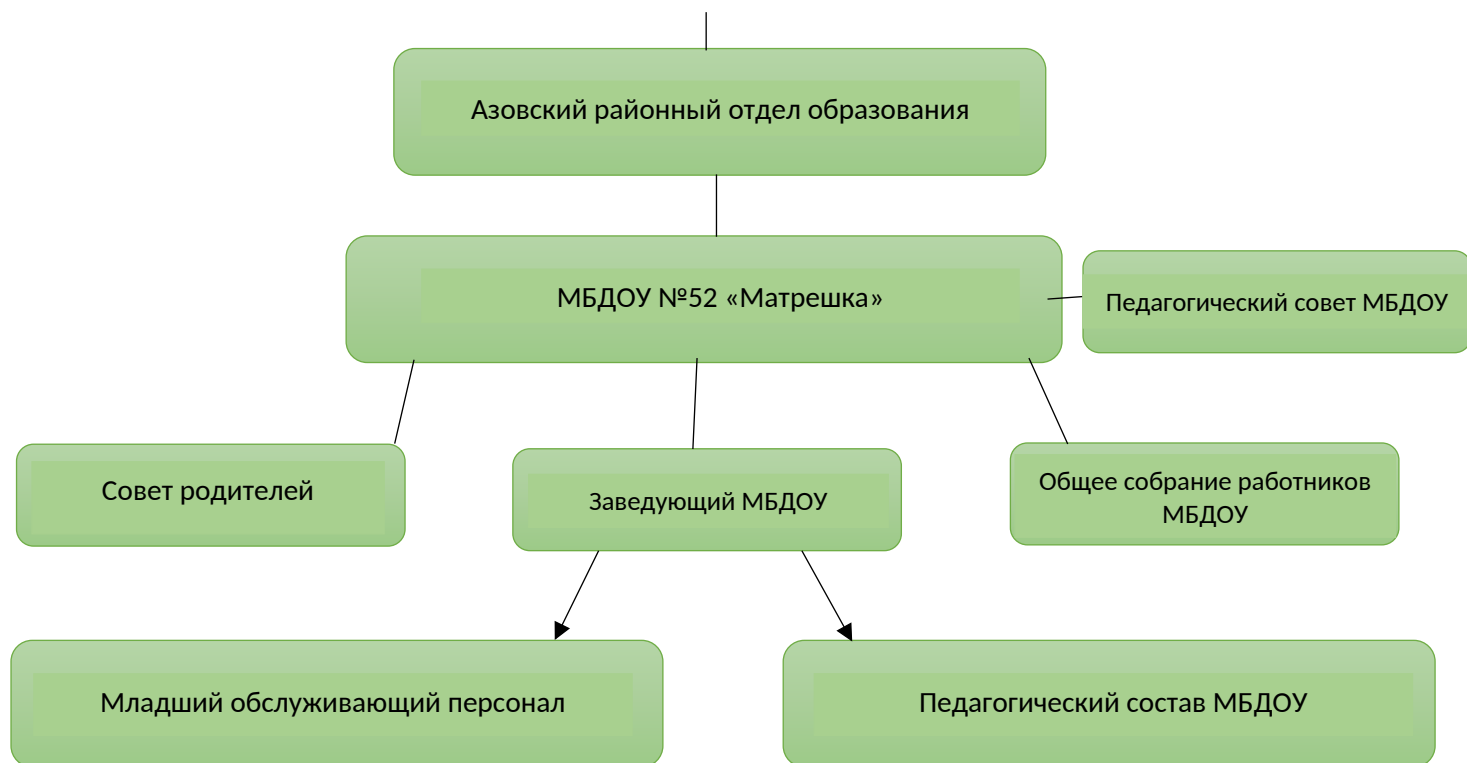 Азовский районный отдел образования
МБДОУ №52 «Матрешка»
Педагогический совет МБДОУ
Совет родителей
Заведующий МБДОУ
Общее собрание работников
МБДОУ
Младший обслуживающий персонал
Педагогический состав МБДОУ